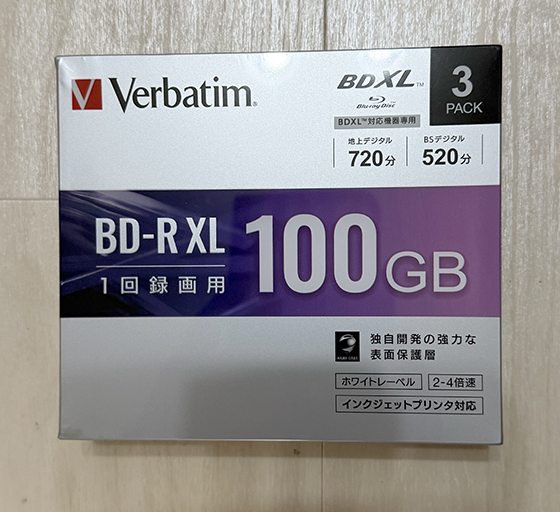 Verbatim.
BDXL™
Blu-ray Disc
BDXL™対応機器専用
3
PACK
地上デジタル
720分
BSデジタル
520分
BD-R XL
1回録画用
100GB
独自開発の強力な
表面保護層
HARD COAT
ホワイトレーベル
2-4倍速
インクジェットプリンタ対応